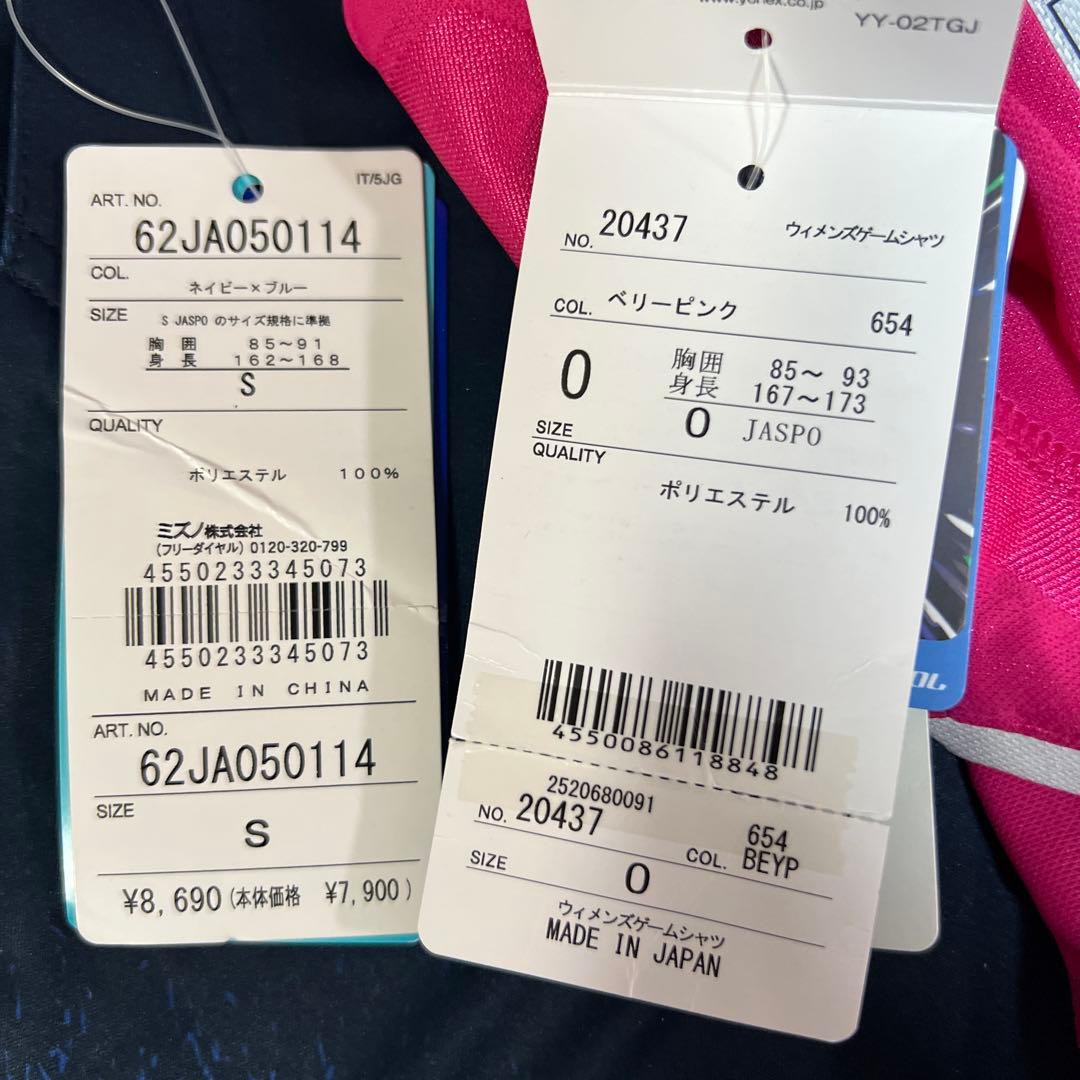 IT/5JG
ART. NO.
62JA050114
COL.
ネイビー×ブルー
SIZE
S JASPO のサイズ規格に準拠
胸囲 85～91
身長 162～168
S
QUALITY
ポリエステル 100%
ミズノ株式会社
(フリーダイヤル) 0120-320-799
4550233345073
4550233345073
MADE IN CHINA
ART. NO.
62JA050114
SIZE
S
¥8,690(本体価格 ¥7,900)
www.yonex.co.jp
YY-02TGJ
NO. 20437 ウィメンズゲームシャツ
COL. ベリーピンク 654
0
胸囲 85～ 93
身長 167～173
SIZE 0 JASPO
QUALITY
ポリエステル 100%
4550086118848
2520680091
NO. 20437 654
COL. BEYP
SIZE 0
ウィメンズゲームシャツ
MADE IN JAPAN